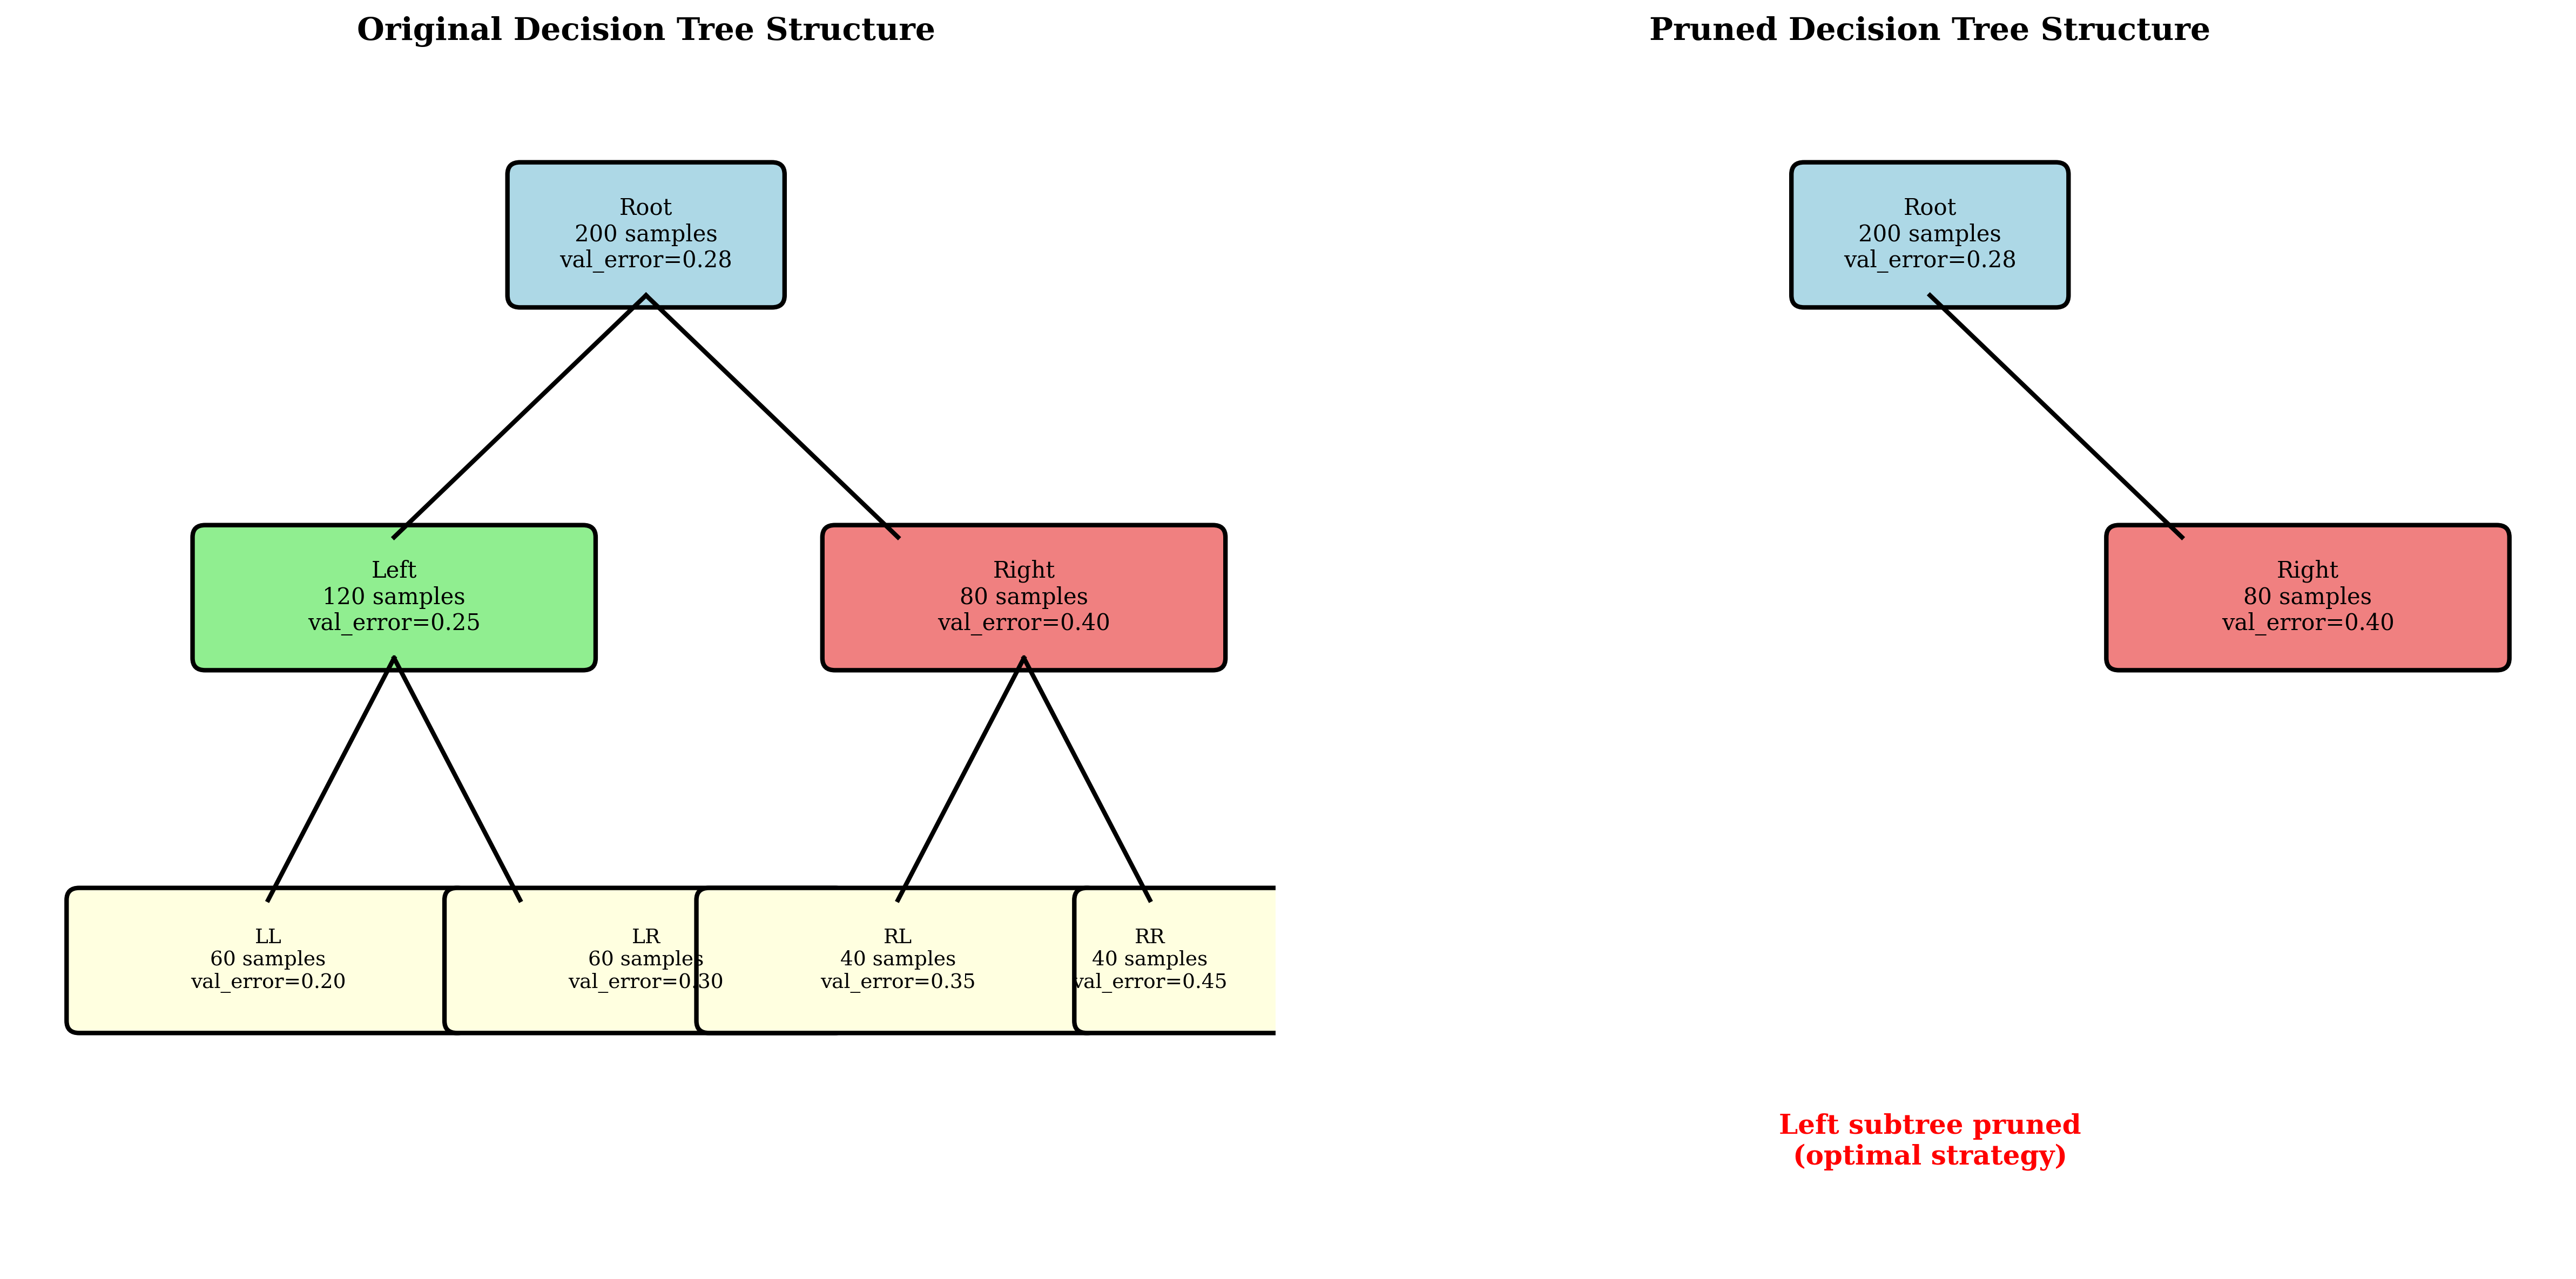 Original Decision Tree Structure
Root
200 samples
val_error=0.28
Left
120 samples
val_error=0.25
Right
80 samples
val_error=0.40
LL
60 samples
val_error=0.20
LR
60 samples
val_error=0.30
RL
40 samples
val_error=0.35
RR
40 samples
val_error=0.45
Pruned Decision Tree Structure
Root
200 samples
val_error=0.28
Right
80 samples
val_error=0.40
Left subtree pruned
(optimal strategy)